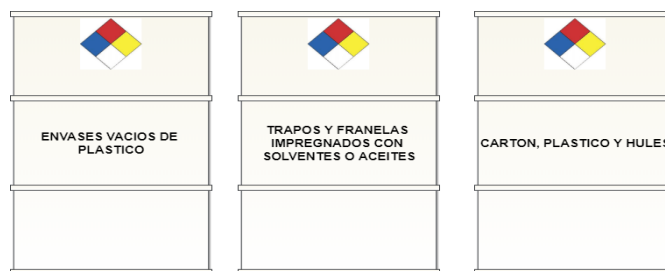 ENVASES VACIOS DE
PLASTICO
TRAPOS Y FRANELAS
IMPREGNADOS CON
SOLVENTES O ACEITES
CARTON, PLASTICO Y HULES